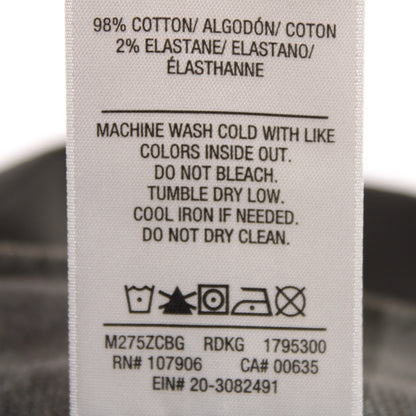 98% COTTON/ ALGODÓN/ COTON
2% ELASTANE/ ELASTANO/
ÉLASTHANNE
MACHINE WASH COLD WITH LIKE
COLORS INSIDE OUT.
DO NOT BLEACH.
TUMBLE DRY LOW.
COOL IRON IF NEEDED.
DO NOT DRY CLEAN.
M275ZCBG RDKG 1795300
RN# 107906 CA# 00635
EIN# 20-3082491